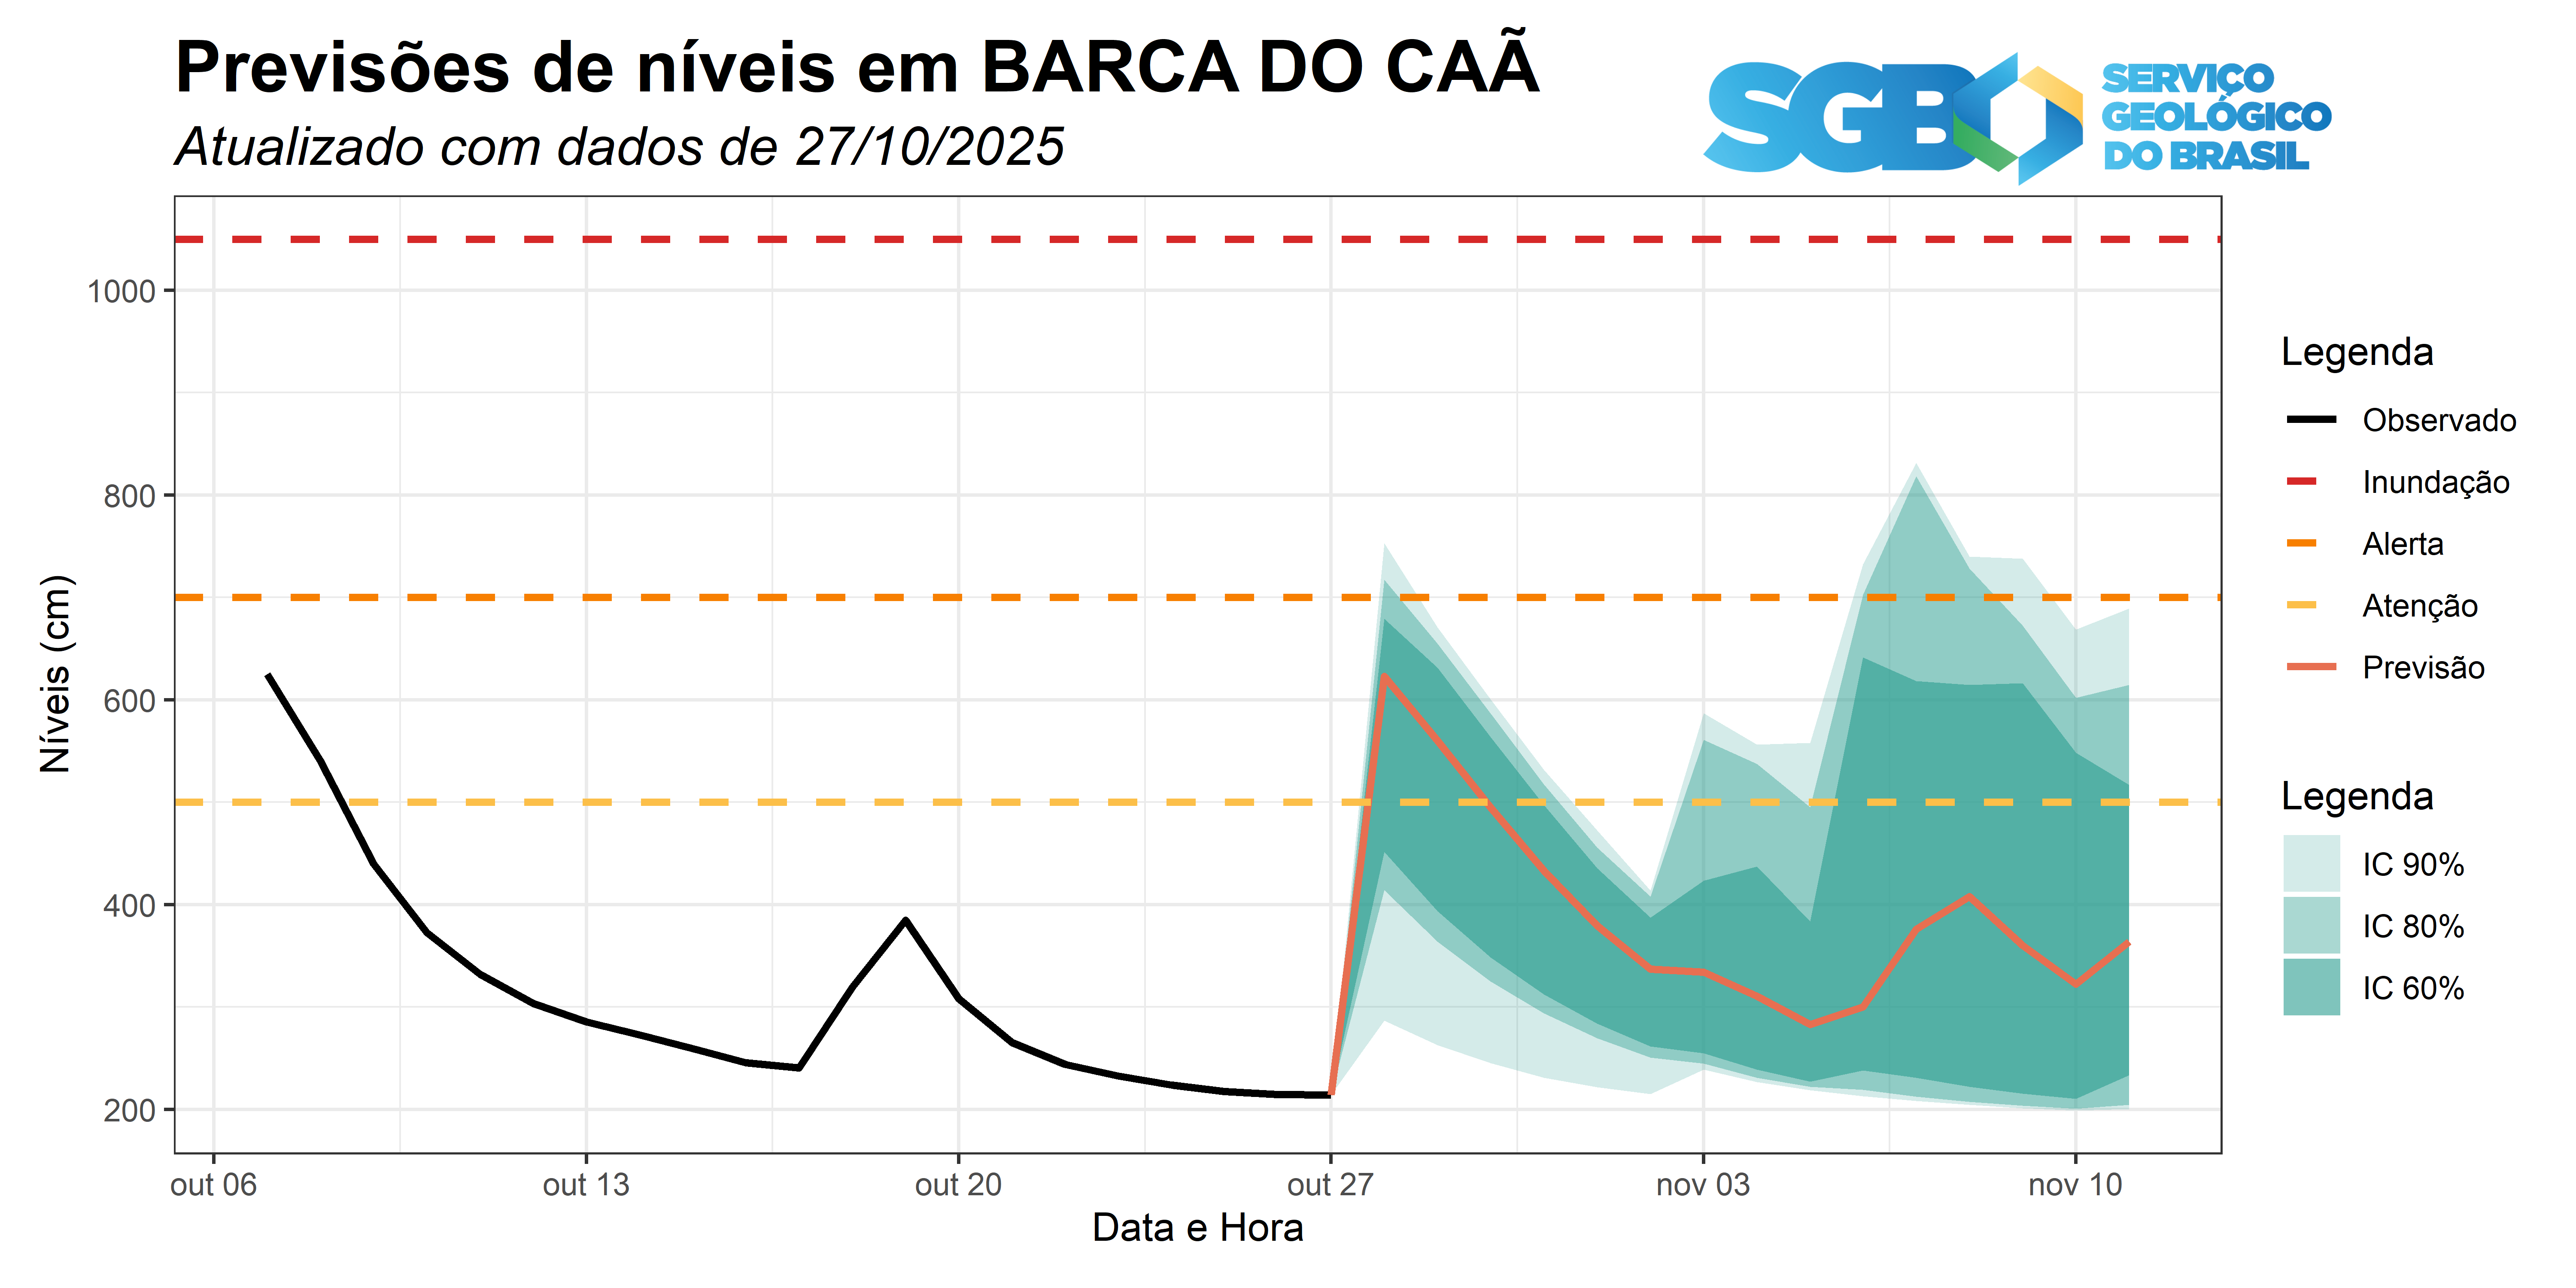 Previsões de níveis em BARCA DO CAÃ
Atualizado com dados de 27/10/2025
SGB
SERVIÇO
GEOLÓGICO
DO BRASIL
Níveis (cm)
1000
800
600
400
200
out 06
out 13
out 20
out 27
nov 03
nov 10
Data e Hora
Legenda
Observado
Inundação
Alerta
Atenção
Previsão
Legenda
IC 90%
IC 80%
IC 60%